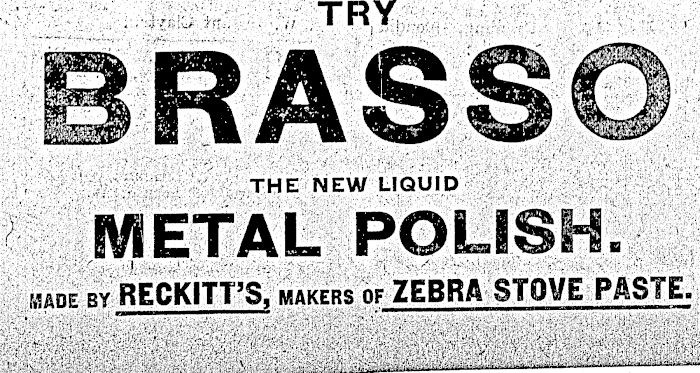 TRY
BRASSO
THE NEW LIQUID
METAL POLISH.
MADE BY RECKITT'S, MAKERS OF ZEBRA STOVE PASTE.